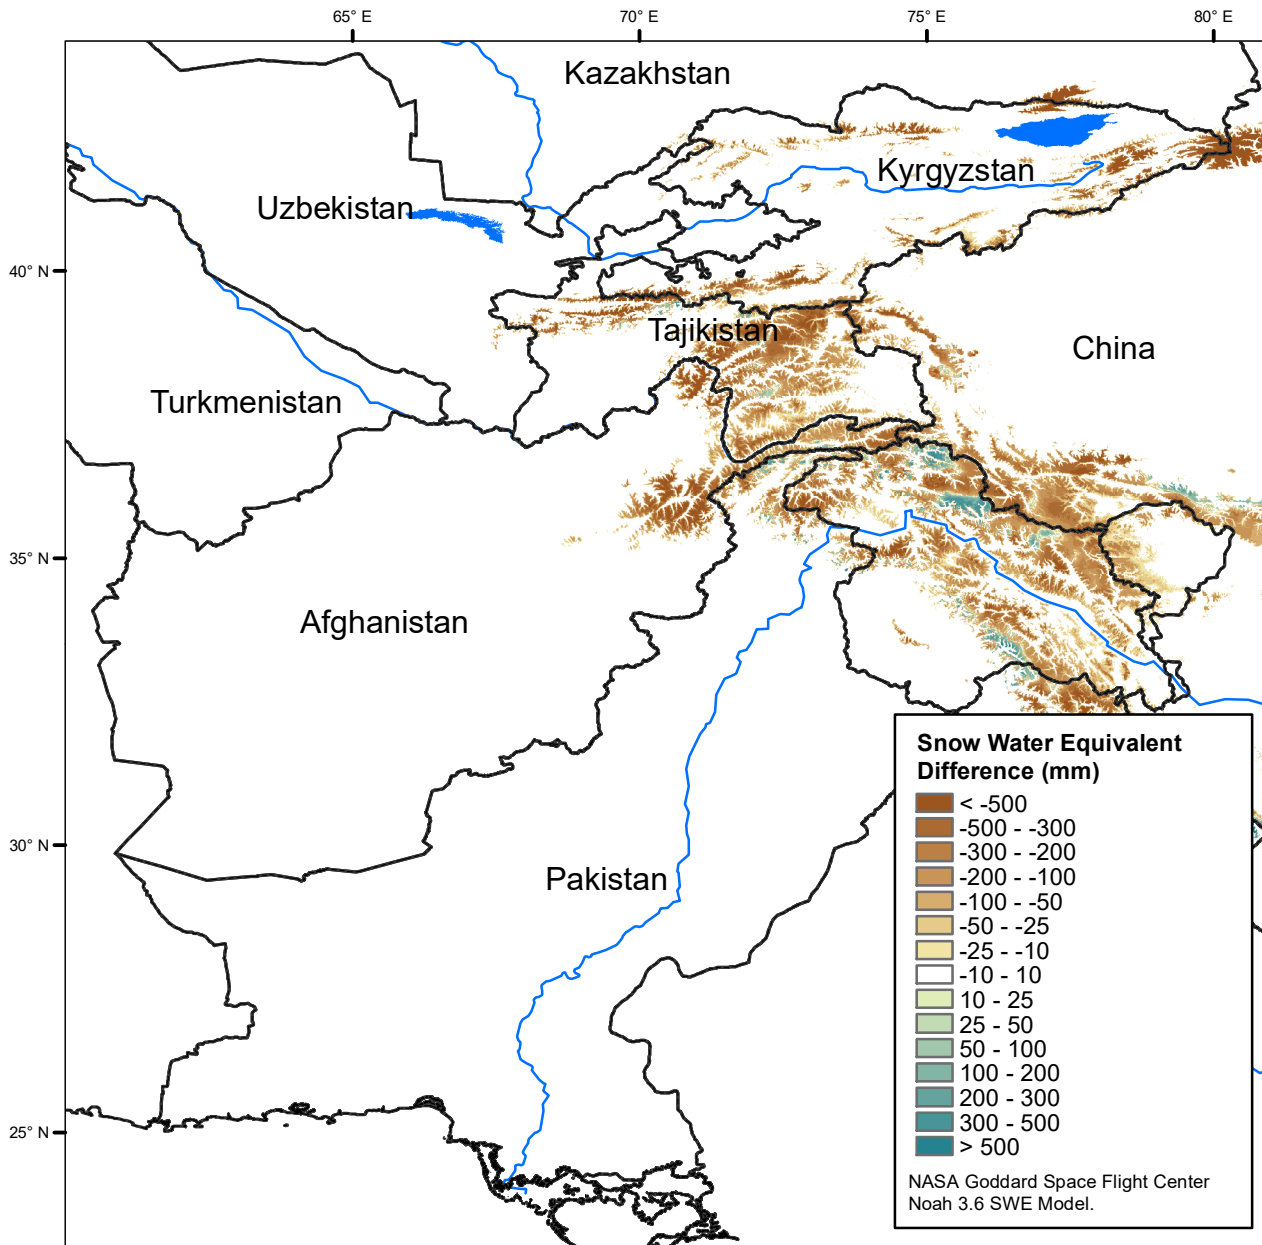 65° E
70° E
75° E
80° E
Kazakhstan
Kyrgyzstan
Uzbekistan
40° N
Tajikistan
China
Turkmenistan
35° N
Afghanistan
30° N
Pakistan
25° N
Snow Water Equivalent
Difference (mm)
< -500
-500 - -300
-300 - -200
-200 - -100
-100 - -50
-50 - -25
-25 - -10
-10 - 10
10 - 25
25 - 50
50 - 100
100 - 200
200 - 300
300 - 500
> 500
NASA Goddard Space Flight Center
Noah 3.6 SWE Model.